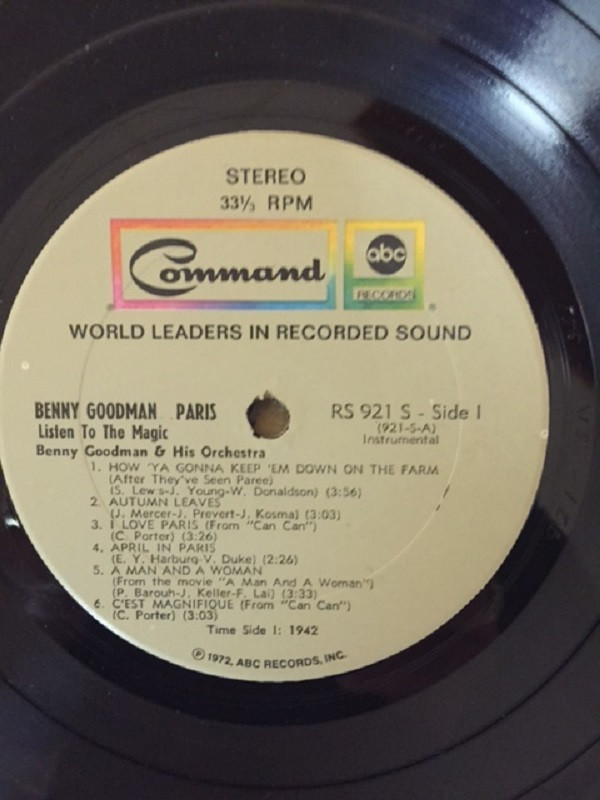 STEREO
33⅓ RPM
Command
abc
RECORDS
WORLD LEADERS IN RECORDED SOUND
BENNY GOODMAN PARIS
Listen To The Magic
Benny Goodman & His Orchestra
RS 921 S - Side I
(921-S-A)
Instrumental
1. HOW 'YA GONNA KEEP 'EM DOWN ON THE FARM
(After They've Seen Paree)
(S. Lewis-J. Young-W. Donaldson) (3:56)
2. AUTUMN LEAVES
(J. Mercer-J. Prevert-J. Kosma) (3:03)
3. I LOVE PARIS (From "Can Can")
(C. Porter) (3:26)
4. APRIL IN PARIS
(E. Y. Harburg-V. Duke) (2:26)
5. A MAN AND A WOMAN
(From the movie "A Man And A Woman")
(P. Barouh-J. Keller-F. Lai) (3:33)
6. C'EST MAGNIFIQUE (From "Can Can")
(C. Porter) (3:03)
Time Side I: 1942
℗ 1972, ABC RECORDS, INC.